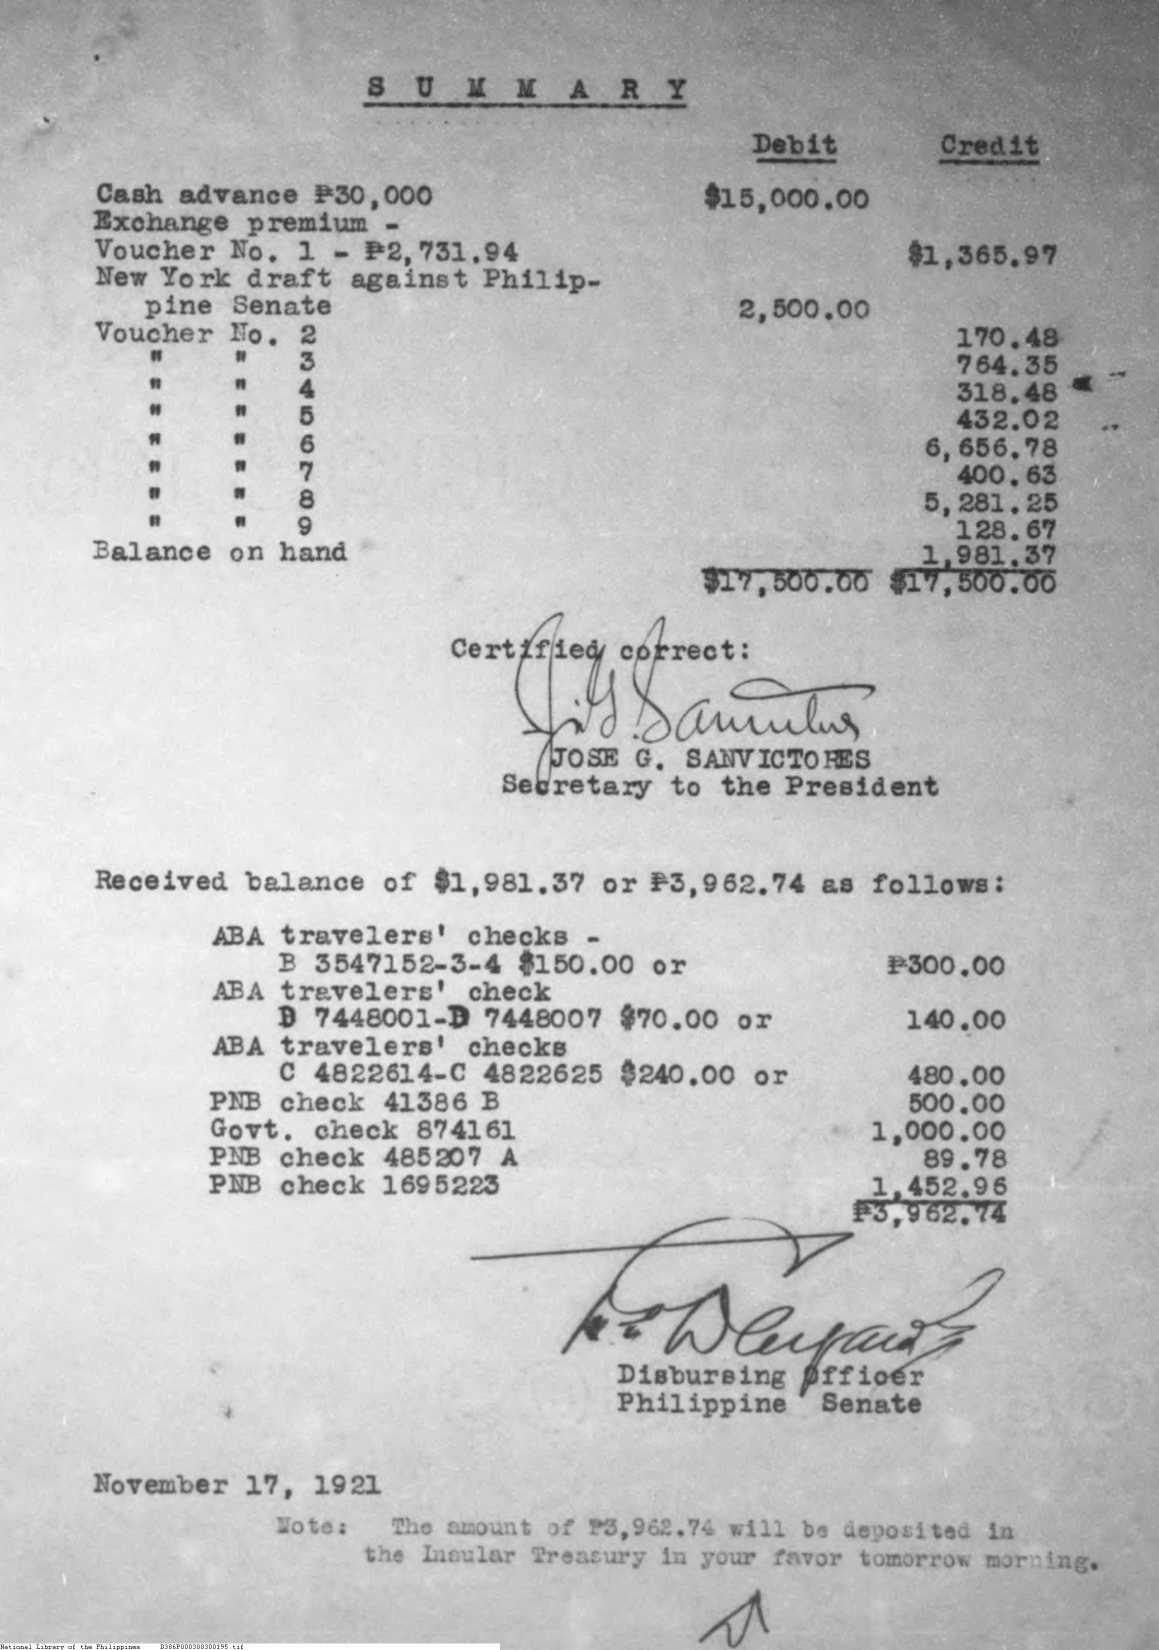 S U M M A R Y
Debit Credit
Cash advance ₱30,000 $15,000.00
Exchange premium -
Voucher No. 1 - ₱2,731.94 $1,365.97
New York draft against Philip-
pine Senate 2,500.00
Voucher No. 2 170.48
" " 3 764.35
" " 4 318.48
" " 5 432.02
" " 6 6,656.78
" " 7 400.63
" " 8 5,281.25
" " 9 128.67
Balance on hand 1,981.37
$17,500.00 $17,500.00
Certified correct:
JOSE G. SANVICTORES
Secretary to the President
Received balance of $1,981.37 or ₱3,962.74 as follows:
ABA travelers' checks -
B 3547152-3-4 $150.00 or ₱300.00
ABA travelers' check
D 7448001-D 7448007 $70.00 or 140.00
ABA travelers' checks
C 4822614-C 4822625 $240.00 or 480.00
PNB check 41386 B 500.00
Govt. check 874161 1,000.00
PNB check 485207 A 89.78
PNB check 1695223 1,452.96
₱3,962.74
Disbursing Officer
Philippine Senate
November 17, 1921
Note: The amount of ₱3,962.74 will be deposited in
the Insular Treasury in your favor tomorrow morning.
National Library of the Philippines D386P000300300195.tif